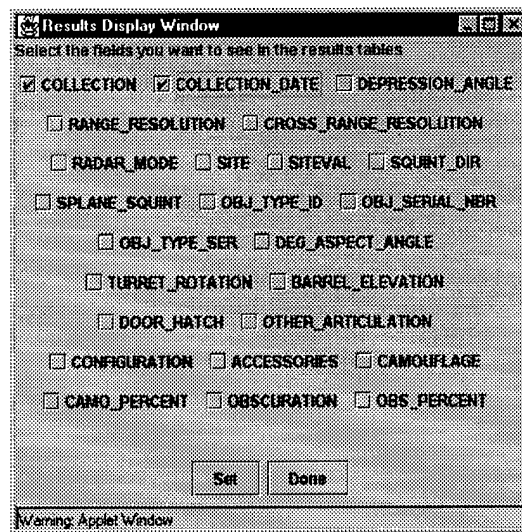 Results Display Window
Select the fields you want to see in the results tables
COLLECTION COLLECTION_DATE DEPRESSION_ANGLE
RANGE_RESOLUTION CROSS_RANGE_RESOLUTION
RADAR_MODE SITE SITEVAL SQUINT_DIR
SPLANE_SQUINT OBJ_TYPE_ID OBJ_SERIAL_NBR
OBJ_TYPE_SER DEG_ASPECT_ANGLE
TURRET_ROTATION BARREL_ELEVATION
DOOR_HATCH OTHER_ARTICULATION
CONFIGURATION ACCESSORIES CAMOUFLAGE
CAMO_PERCENT OBSCURATION OBS_PERCENT
Set Done
Warning: Applet Window